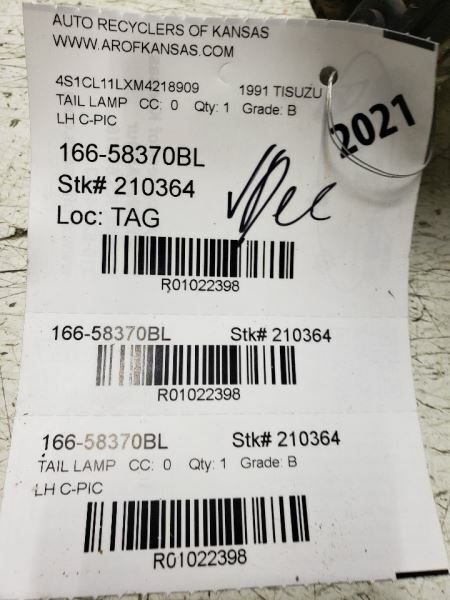 AUTO RECYCLERS OF KANSAS
WWW.AROFKANSAS.COM
4S1CL11LXM4218909 1991 TISUZU
TAIL LAMP CC: 0 Qty: 1 Grade: B
LH C-PIC
2021
166-58370BL
Stk# 210364
Loc: TAG
R01022398
166-58370BL Stk# 210364
R01022398
166-58370BL Stk# 210364
TAIL LAMP CC: 0 Qty: 1 Grade: B
LH C-PIC
R01022398